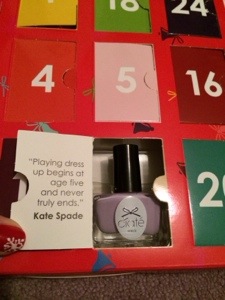 18
24
4
5
16
"Playing dress
up begins at
age five
and never
truly ends."
Kate Spade
ciaté
20